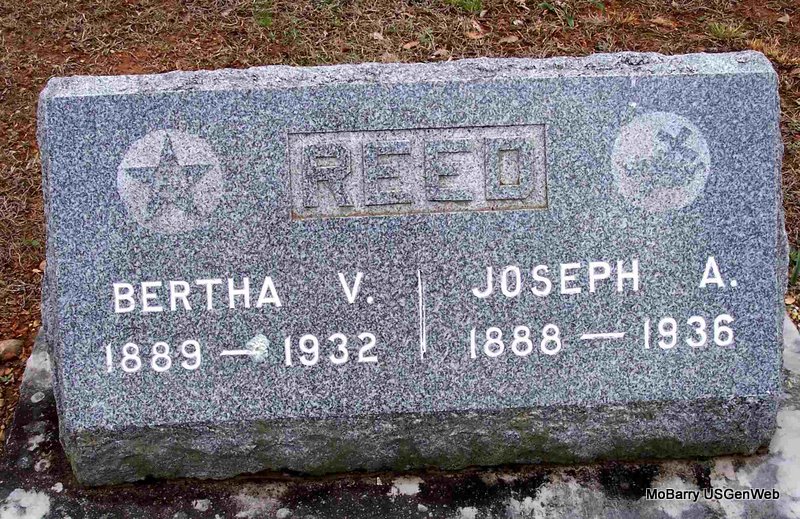 REED
BERTHA V. JOSEPH A.
1889 — 1932 1888 — 1936
MoBarry USGenWeb